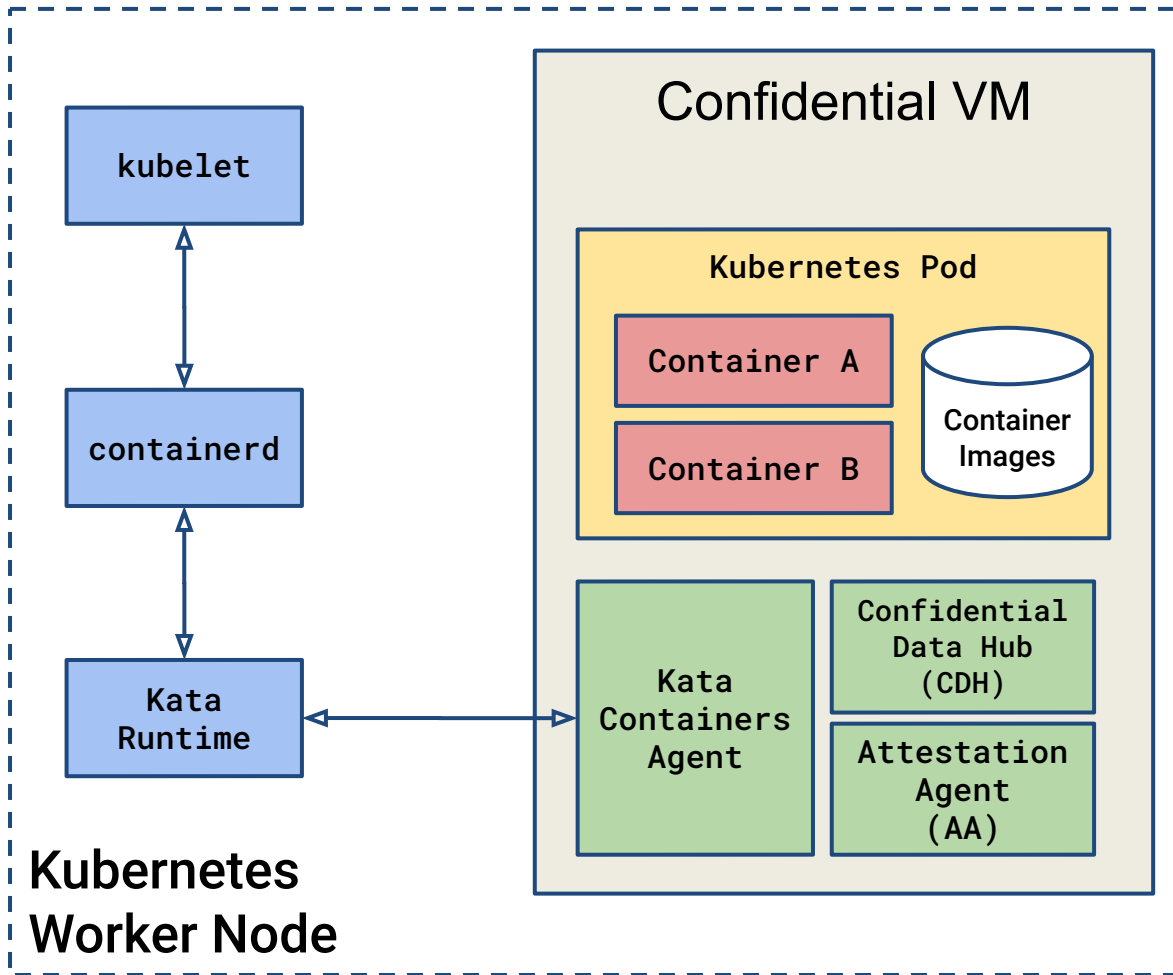 Confidential VM
kubelet
Kubernetes Pod
Container A
Container
Images
containerd
Container B
Kata
Runtime
Kata
Containers
Agent
Confidential
Data Hub
(CDH)
Attestation
Agent
(AA)
Kubernetes
Worker Node